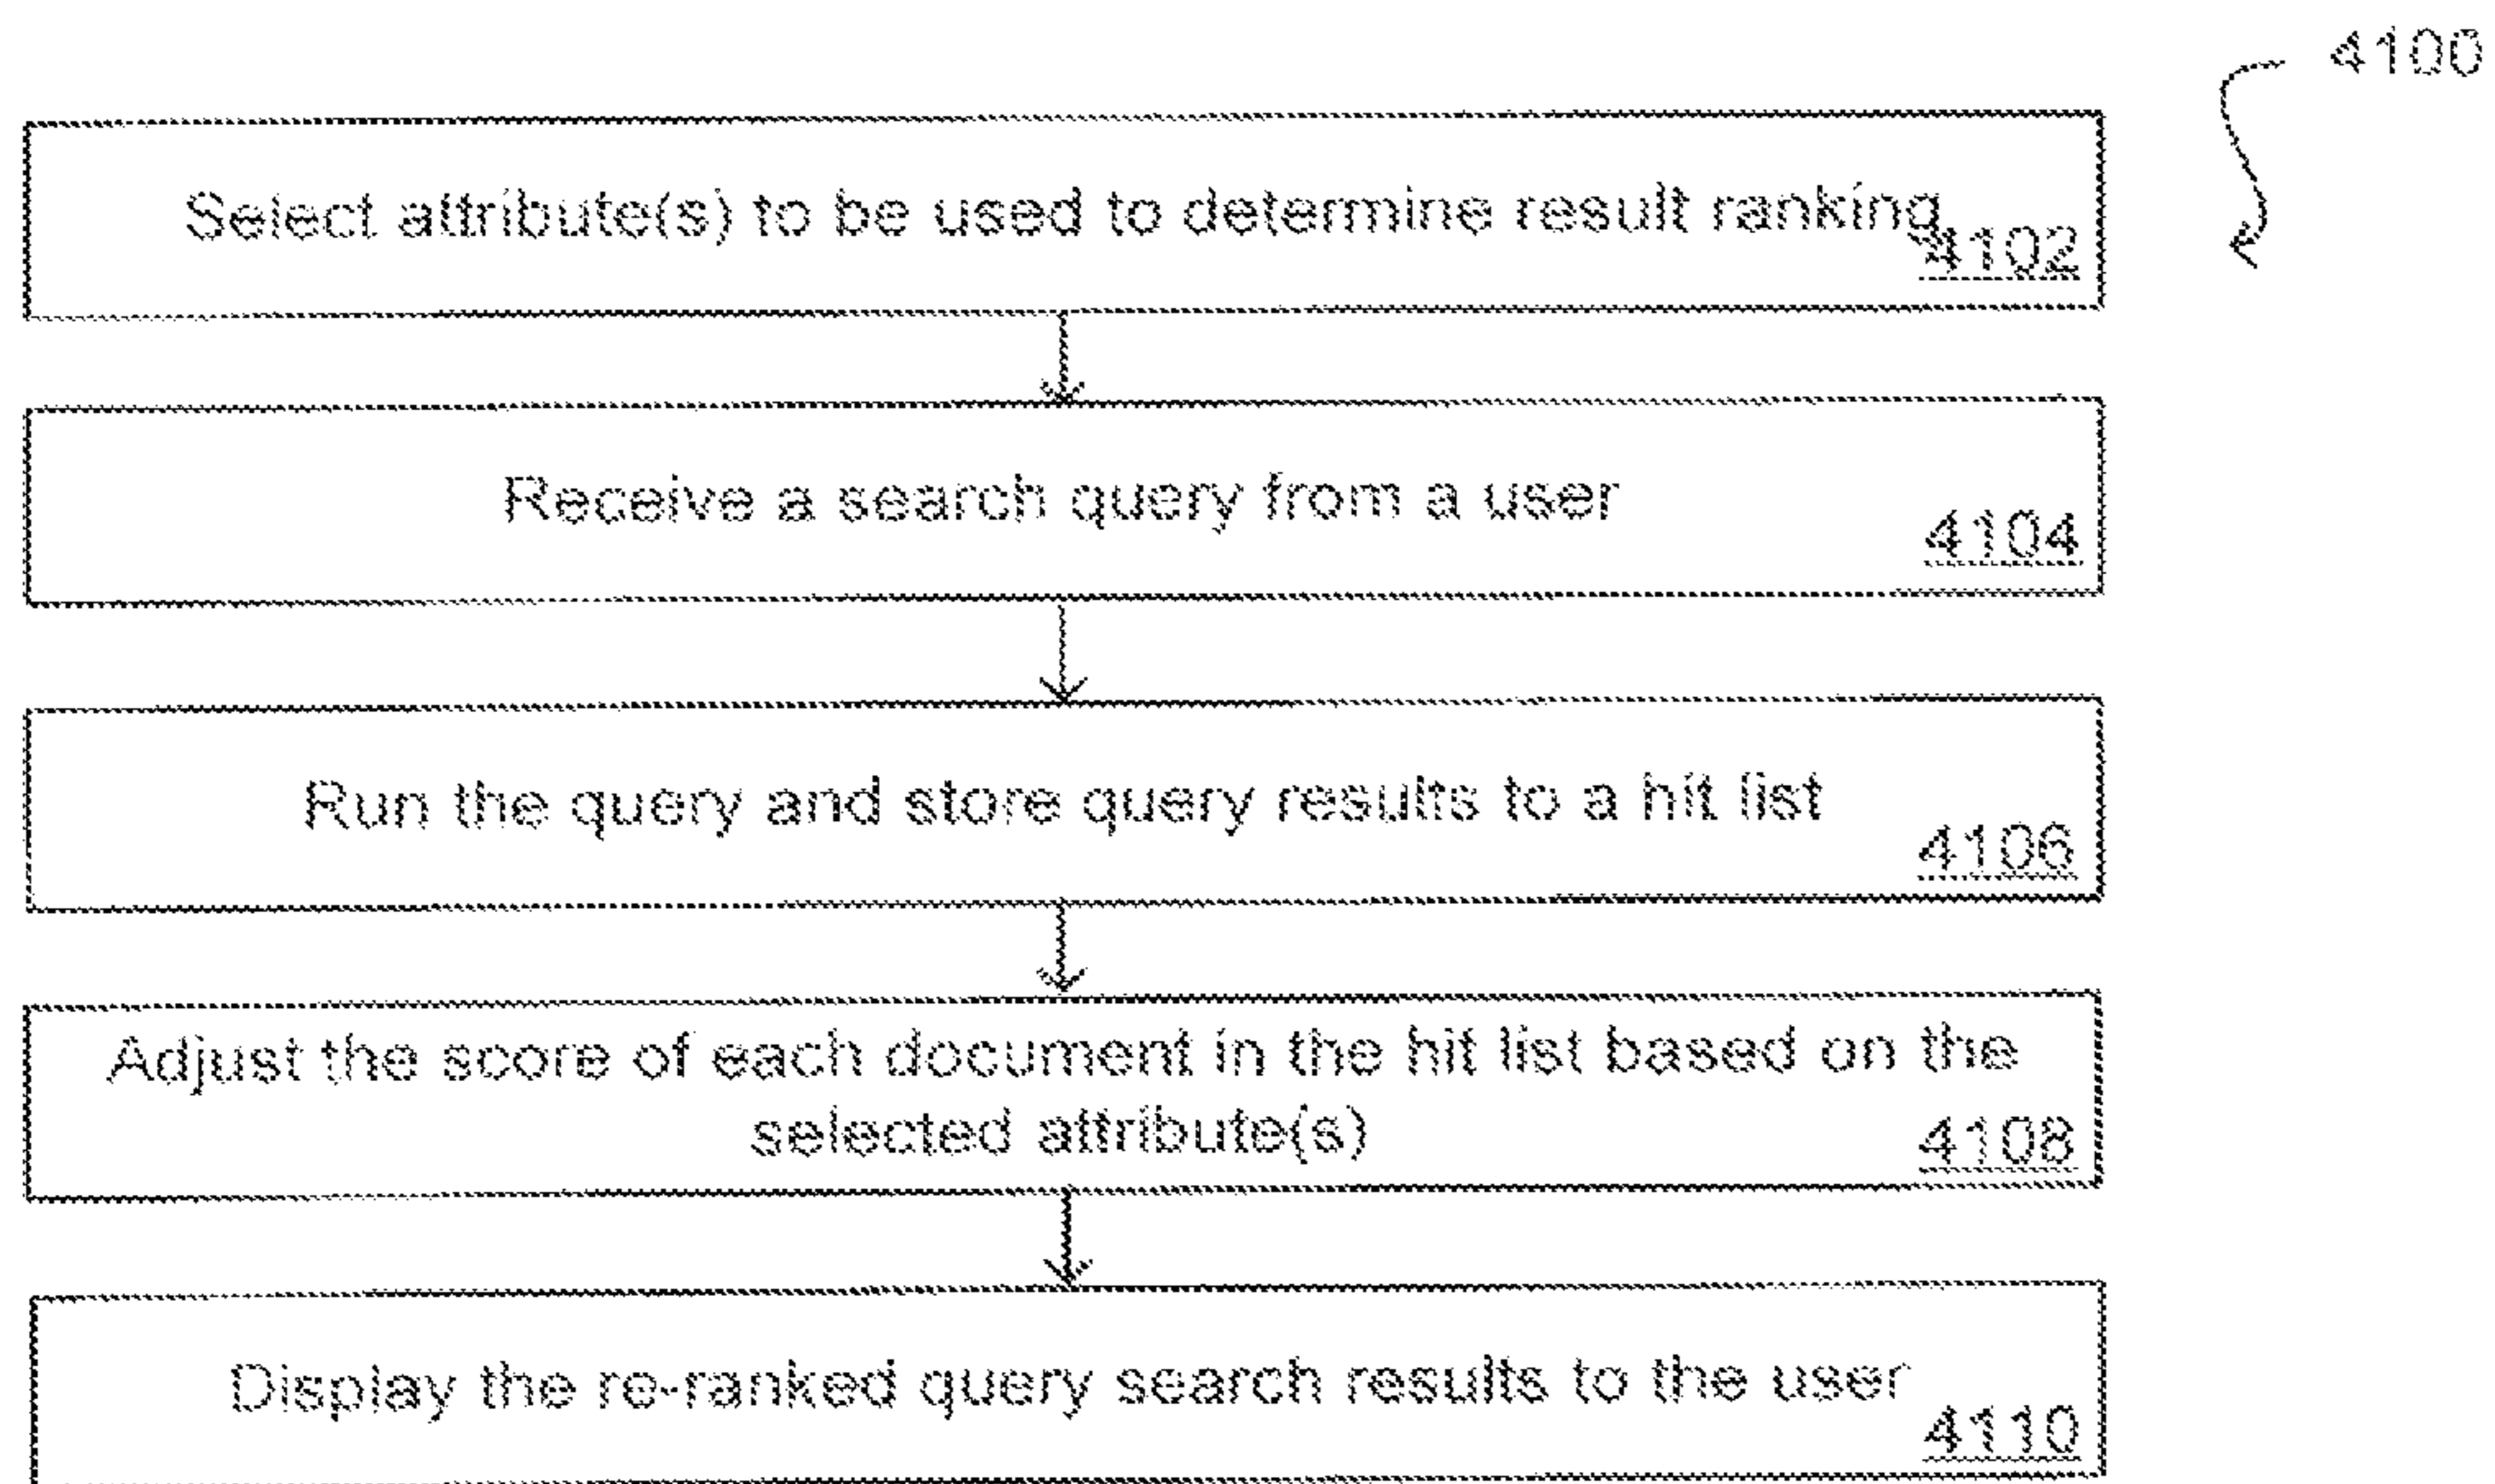 4100
Select attribute(s) to be used to determine result ranking
4102
Receive a search query from a user
4104
Run the query and store query results to a hit list
4106
Adjust the score of each document in the hit list based on the
selected attribute(s)
4108
Display the re-ranked query search results to the user
4110